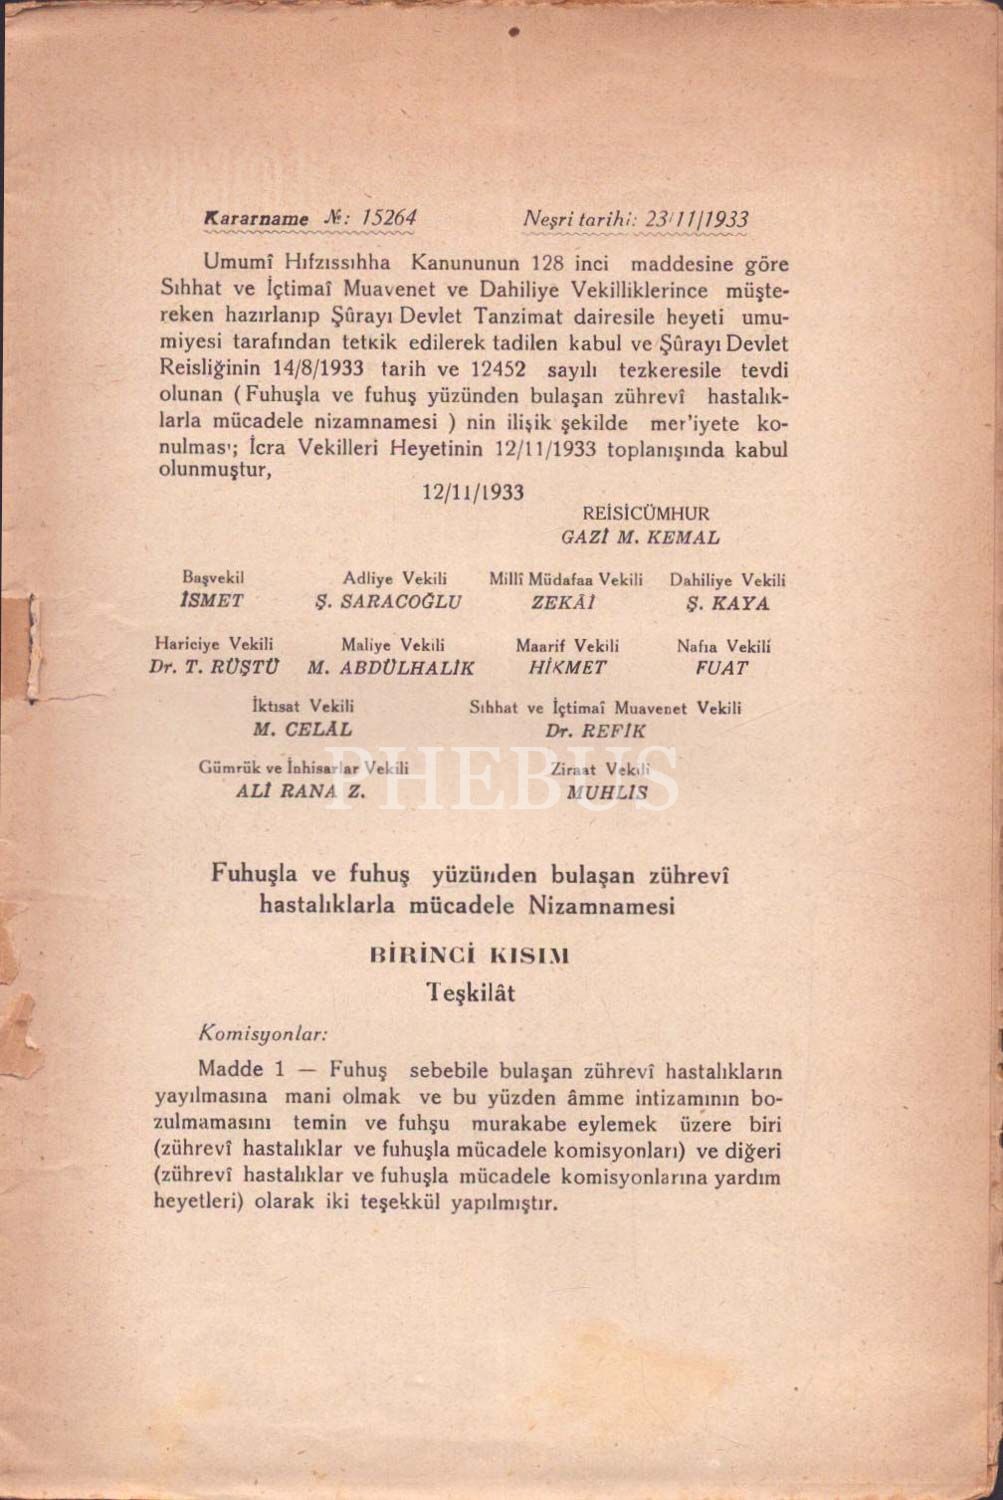 Kararname №: 15264 Neşri tarihi: 23/11/1933
Umumî Hıfzıssıhha Kanununun 128 inci maddesine göre
Sıhhat ve İçtimaî Muavenet ve Dahiliye Vekilliklerince müşte-
reken hazırlanıp Şûrayı Devlet Tanzimat dairesile heyeti umu-
miyesi tarafından tetkik edilerek tadilen kabul ve Şûrayı Devlet
Reisliğinin 14/8/1933 tarih ve 12452 sayılı tezkeresile tevdi
olunan (Fuhuşla ve fuhuş yüzünden bulaşan zührevî hastalık-
larla mücadele nizamnamesi ) nin ilişik şekilde mer'iyete ko-
nulması; İcra Vekilleri Heyetinin 12/11/1933 toplanışında kabul
olunmuştur,
12/11/1933
REİSİCÜMHUR
GAZİ M. KEMAL
Başvekil Adliye Vekili Millî Müdafaa Vekili Dahiliye Vekili
İSMET Ş. SARACOĞLU ZEKÂİ Ş. KAYA
Hariciye Vekili Maliye Vekili Maarif Vekili Nafıa Vekili
Dr. T. RÜŞTÜ M. ABDÜLHALİK HİKMET FUAT
İktısat Vekili Sıhhat ve İçtimaî Muavenet Vekili
M. CELÂL Dr. REFİK
PHEBUS
Gümrük ve İnhisarlar Vekili Ziraat Vekili
ALİ RANA Z. MUHLİS
Fuhuşla ve fuhuş yüzünden bulaşan zührevî
hastalıklarla mücadele Nizamnamesi
BİRİNCİ KISIM
Teşkilât
Komisyonlar:
Madde 1 — Fuhuş sebebile bulaşan zührevî hastalıkların
yayılmasına mani olmak ve bu yüzden âmme intizamının bo-
zulmamasını temin ve fuhşu murakabe eylemek üzere biri
(zührevî hastalıklar ve fuhuşla mücadele komisyonları) ve diğeri
(zührevî hastalıklar ve fuhuşla mücadele komisyonlarına yardım
heyetleri) olarak iki teşekkül yapılmıştır.